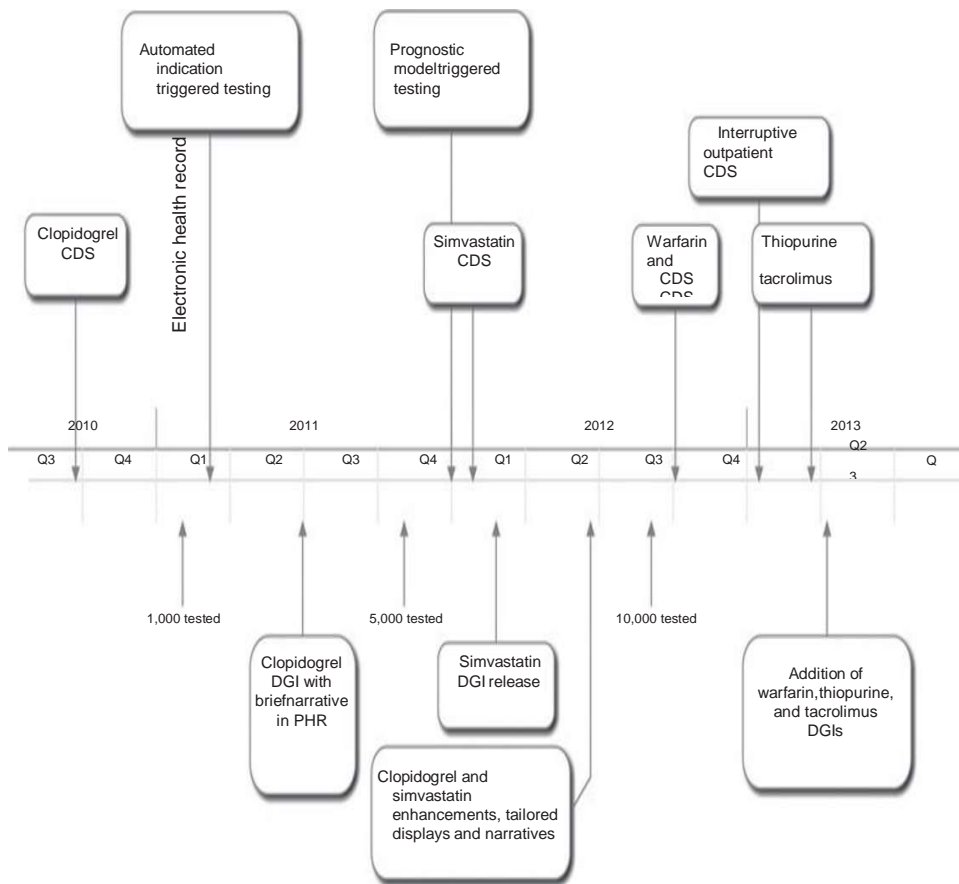 Automated
indication
triggered testing
Prognostic
modeltriggered
testing
Interruptive
outpatient
CDS
Electronic health record
Clopidogrel
CDS
Simvastatin
CDS
Warfarin
and
CDS
CDS
Thiopurine
tacrolimus
2010
2011
2012
2013
Q3 Q4 Q1 Q2 Q3 Q4 Q1 Q2 Q3 Q4 Q2 Q
3
1,000 tested
5,000 tested
10,000 tested
Clopidogrel
DGI with
briefnarrative
in PHR
Simvastatin
DGI release
Addition of
warfarin,thiopurine,
and tacrolimus
DGIs
Clopidogrel and
simvastatin
enhancements, tailored
displays and narratives